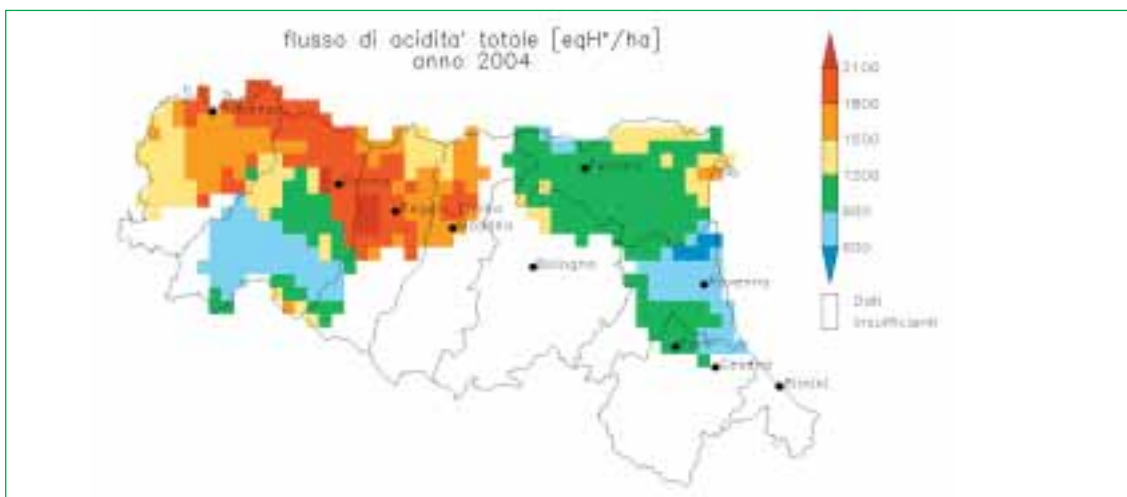 flusso di acidita' totale [eqH⁺/ha]
anno 2004
2100
1800
1500
1200
900
600
Dati
insufficienti
Reggio Emilia
Modena
Bologna
Ferrara
Ravenna
Cesena
Rimini